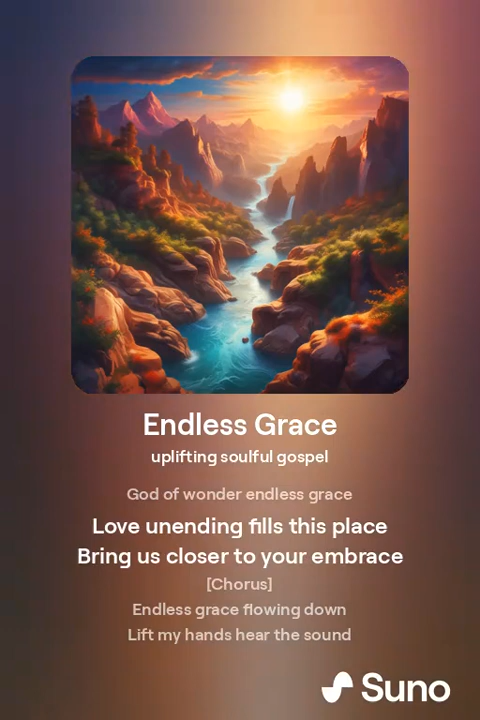 Endless Grace
uplifting soulful gospel
God of wonder endless grace
Love unending fills this place
Bring us closer to your embrace
[Chorus]
Endless grace flowing down
Lift my hands hear the sound
Suno